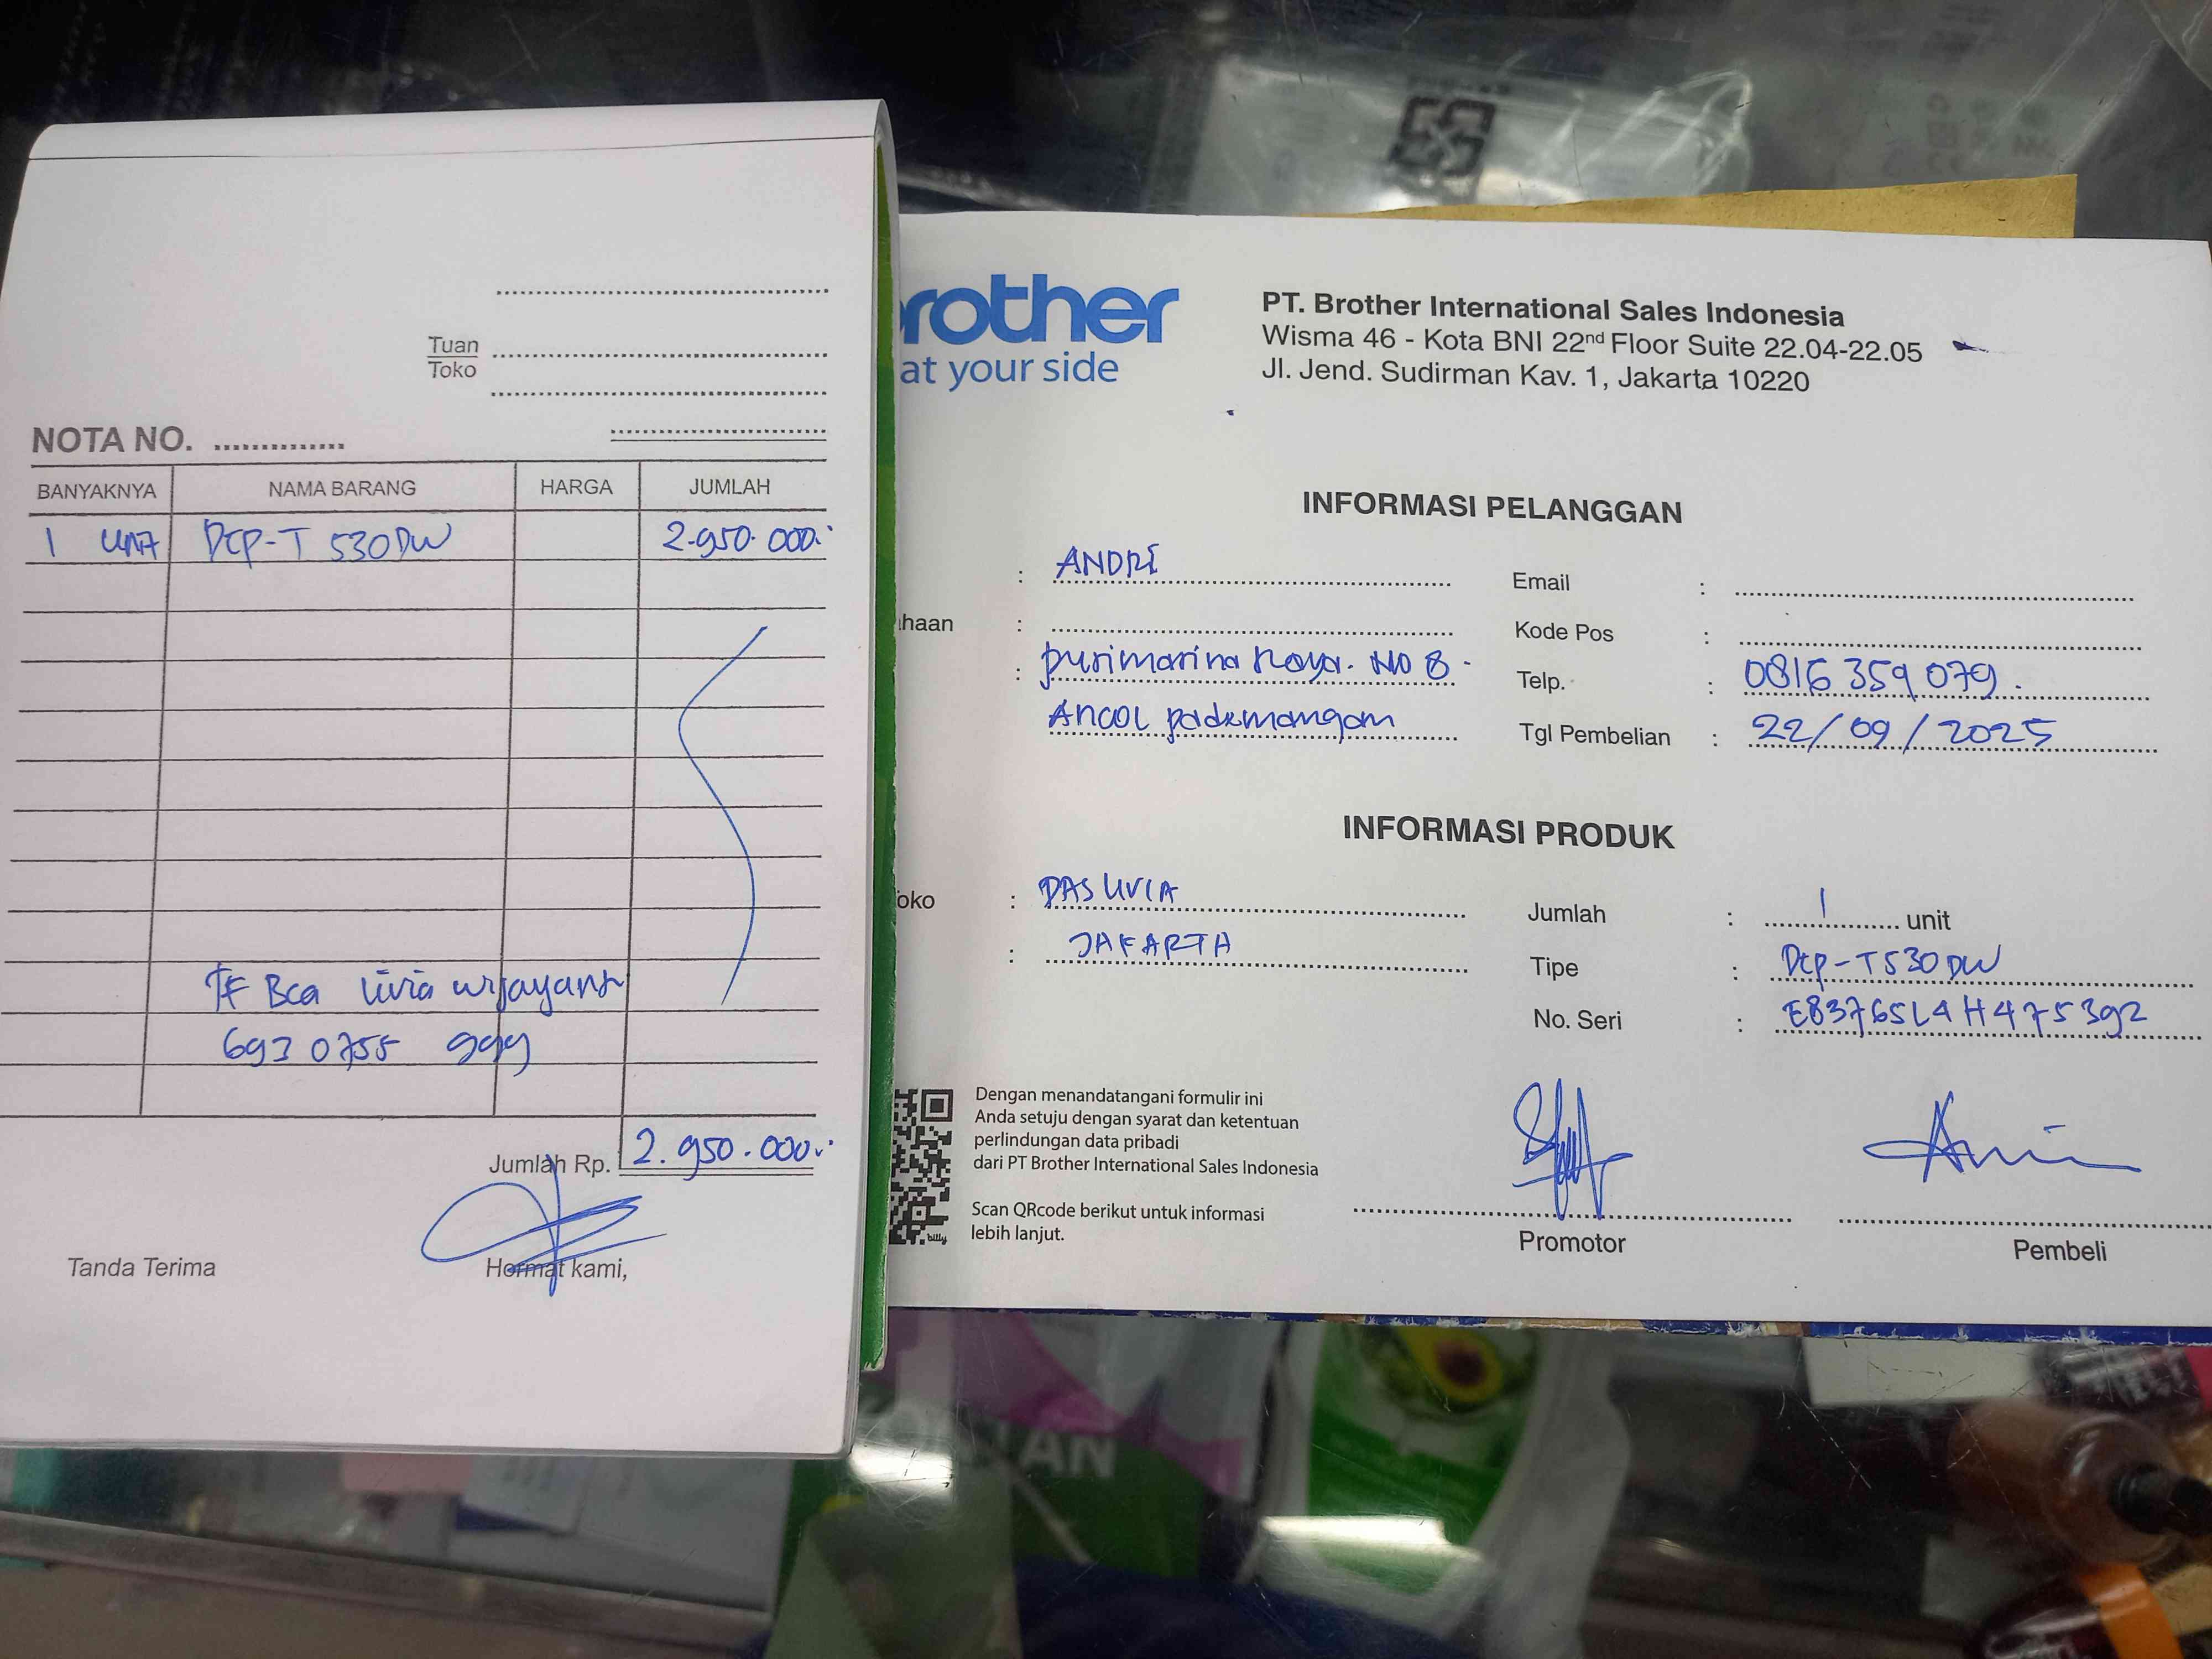 Tuan
Toko
NOTA NO. ..............
BANYAKNYA NAMA BARANG HARGA JUMLAH
1 unit DCP-T 530DW 2.950.000.-
TF Bca Livia wijayanti
6930755 999
Jumlah Rp. 2.950.000.-
Tanda Terima Hormat kami,
rother
at your side
PT. Brother International Sales Indonesia
Wisma 46 - Kota BNI 22nd Floor Suite 22.04-22.05
Jl. Jend. Sudirman Kav. 1, Jakarta 10220
INFORMASI PELANGGAN
: ANDRI Email :
haan : Kode Pos :
: purimarina Raya. NO 8. Telp. : 0816 359 079.
Ancol pademangan Tgl Pembelian : 22/09/2025
INFORMASI PRODUK
oko : PAS LIVIA Jumlah : 1 unit
: JAKARTA Tipe : DCP-T530DW
No. Seri : E83765L4H475392
Dengan menandatangani formulir ini
Anda setuju dengan syarat dan ketentuan
perlindungan data pribadi
dari PT Brother International Sales Indonesia
Scan QRcode berikut untuk informasi
lebih lanjut.
billy
Promotor Pembeli
TAN